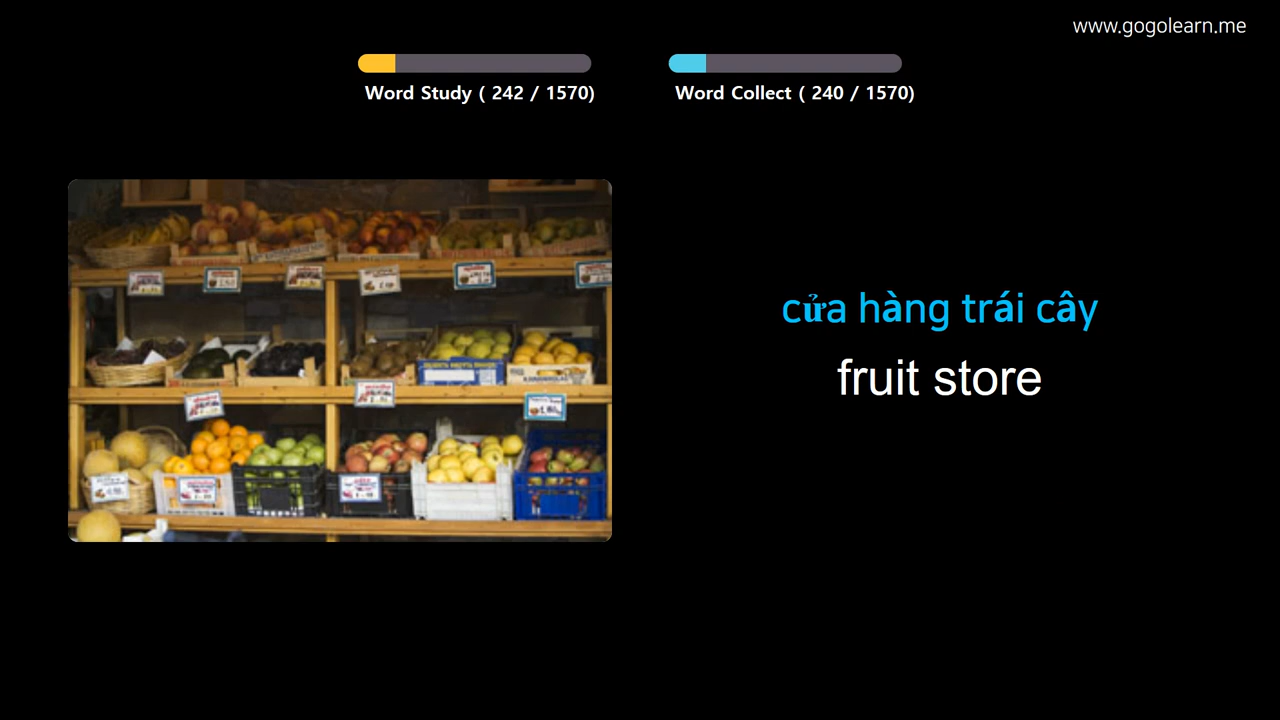 www.gogolearn.me
Word Study ( 242 / 1570)
Word Collect ( 240 / 1570)
cửa hàng trái cây
fruit store